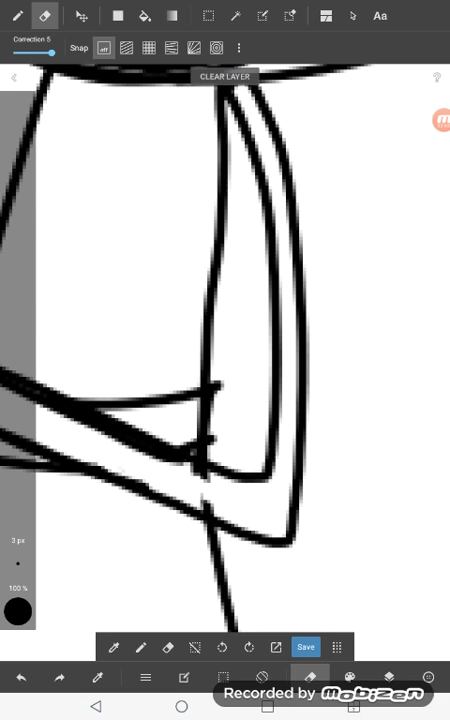 Aa
Correction 5
Snap
off
CLEAR LAYER
3 px
100 %
Save
Recorded by mobizen